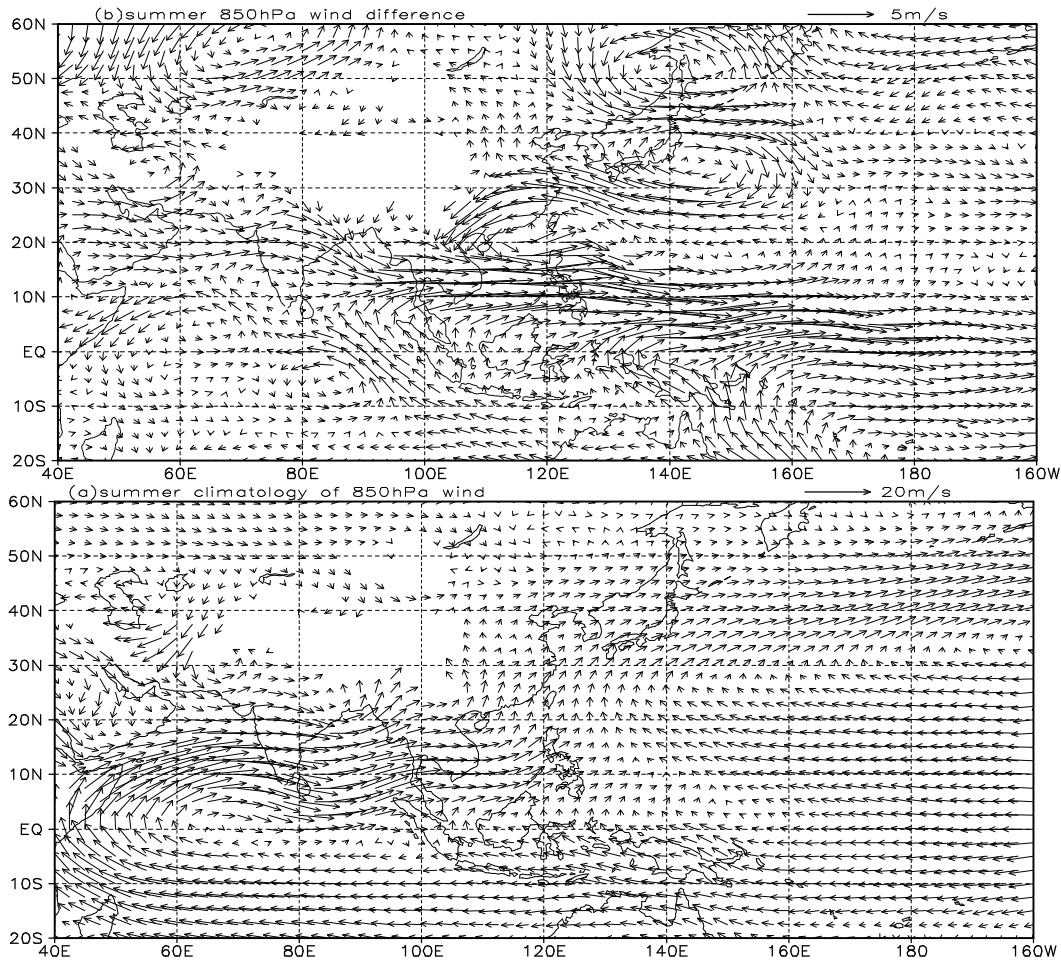 (b)summer 850hPa wind difference 5m/s
60N
50N
40N
30N
20N
10N
EQ
10S
20S
40E 60E 80E 100E 120E 140E 160E 180E 160W
(a)summer climatology of 850hPa wind 20m/s
60N
50N
40N
30N
20N
10N
EQ
10S
20S
40E 60E 80E 100E 120E 140E 160E 180E 160W